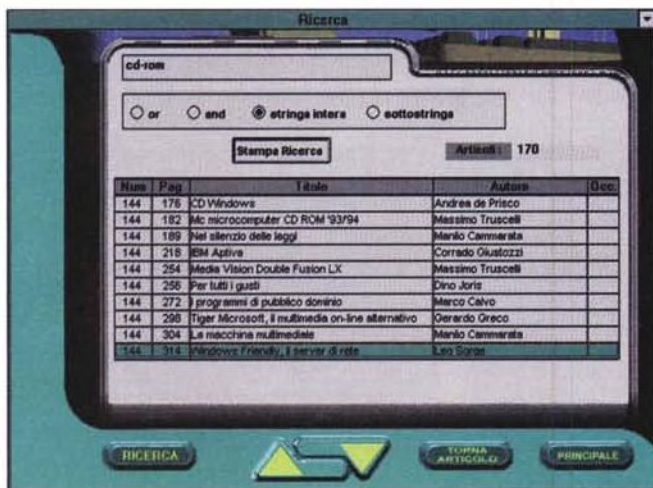 Ricerca
cd-rom
or and stringa intera sottostringa
Stampa Ricerca Articoli: 170
Num Pag Titolo Autore Occ.
144 176 CD Windows Andrea de Prisco
144 182 Mc microcomputer CD ROM '93/'94 Massimo Truscelli
144 189 Nel silenzio delle leggi Manlio Cammarata
144 218 IBM Aptiva Corrado Giustozzi
144 254 Media Vision Double Fusion LX Massimo Truscelli
144 256 Per tutti i gusti Dino Joris
144 272 I programmi di pubblico dominio Marco Calvo
144 298 Tiger Microsoft, il multimedia on-line alternativo Gerardo Greco
144 304 La macchina multimediale Manlio Cammarata
144 314 Windows Friendly, il server di rete Leo Sorge
RICERCA TORNA ARTICOLO PRINCIPALE